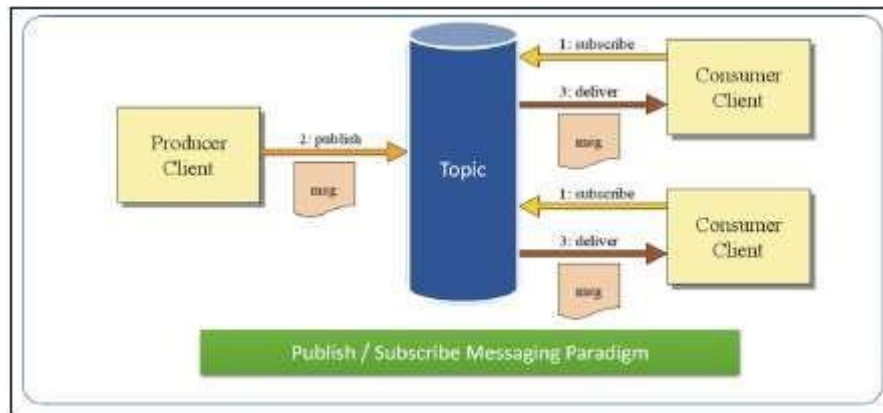 1: subscribe
Consumer
Client
3: deliver
msg
Producer
Client
2: publish
msg
Topic
1: subscribe
Consumer
Client
3: deliver
msg
Publish / Subscribe Messaging Paradigm